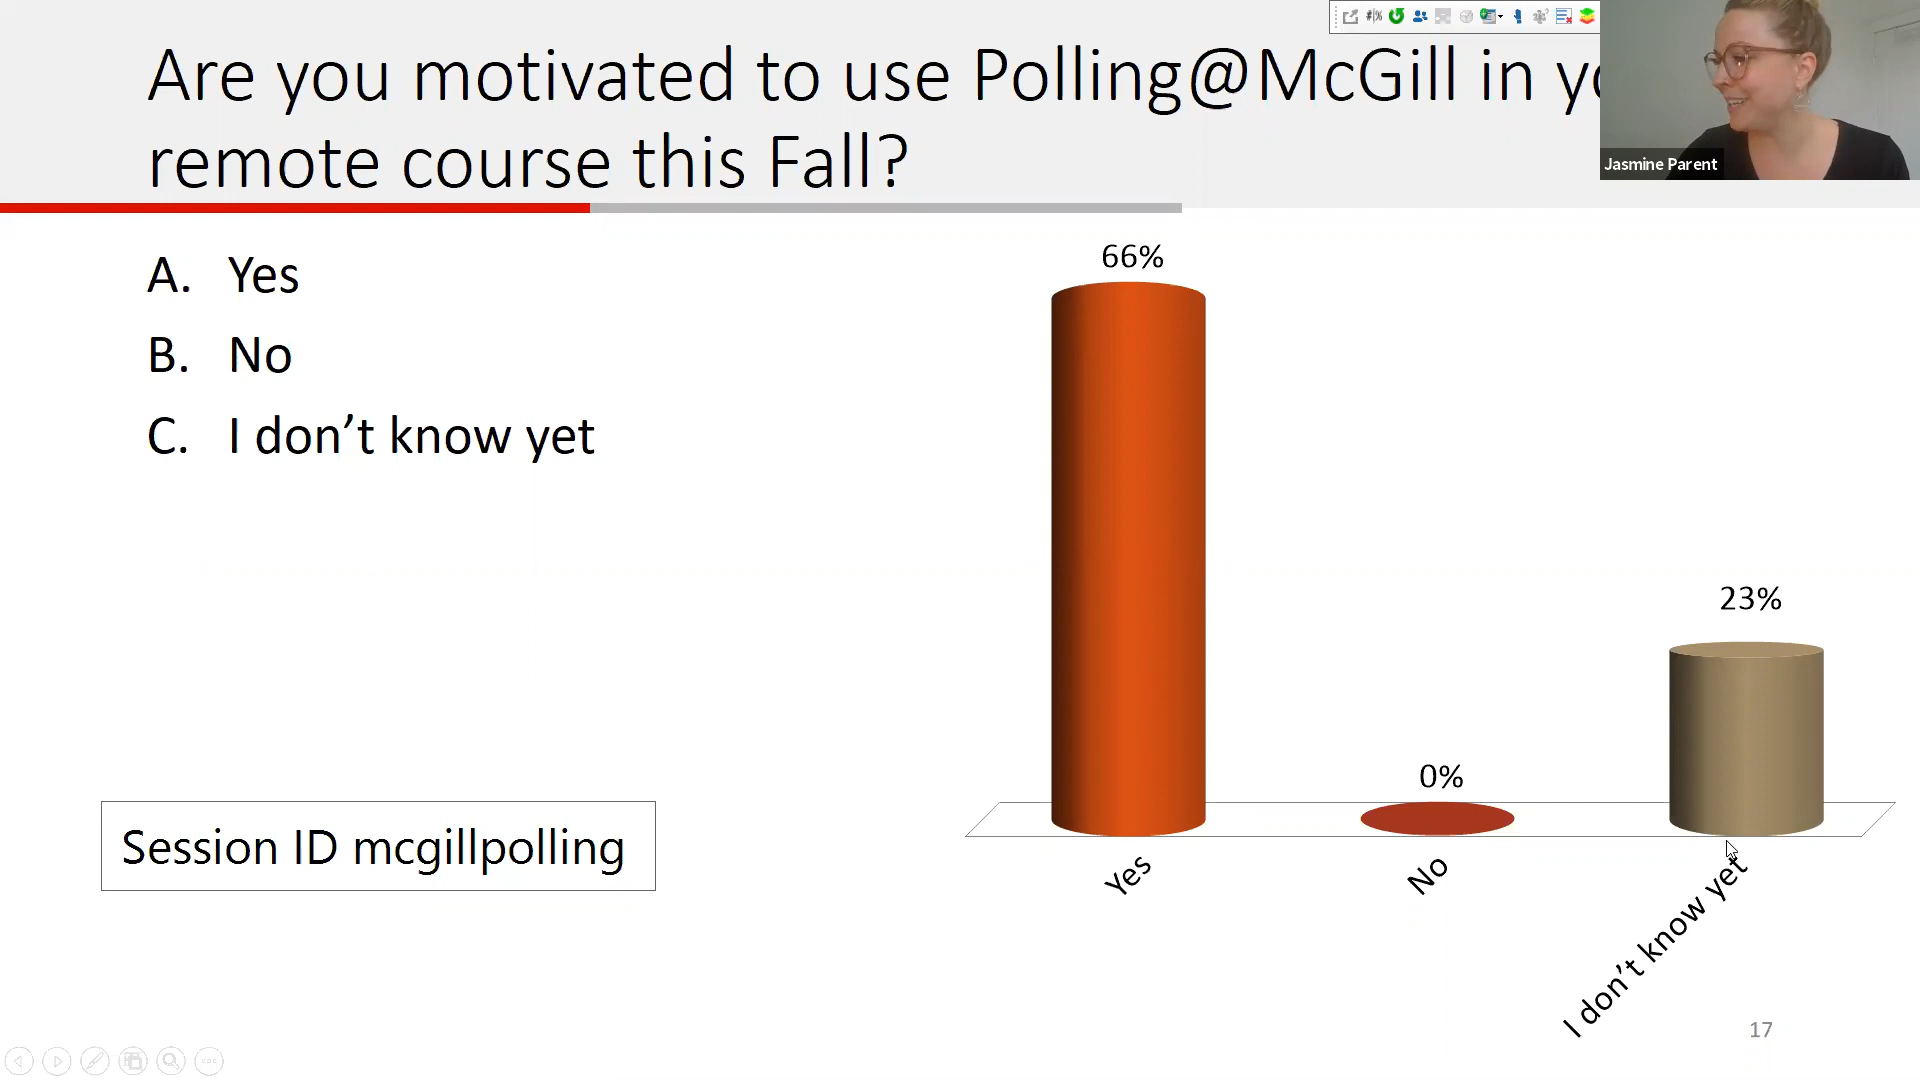 Are you motivated to use Polling@McGill in
remote course this Fall?
Jasmine Parent
A. Yes
B. No
C. I don’t know yet
66%
0%
23%
Yes
No
I don’t know yet
Session ID mcgillpolling
17